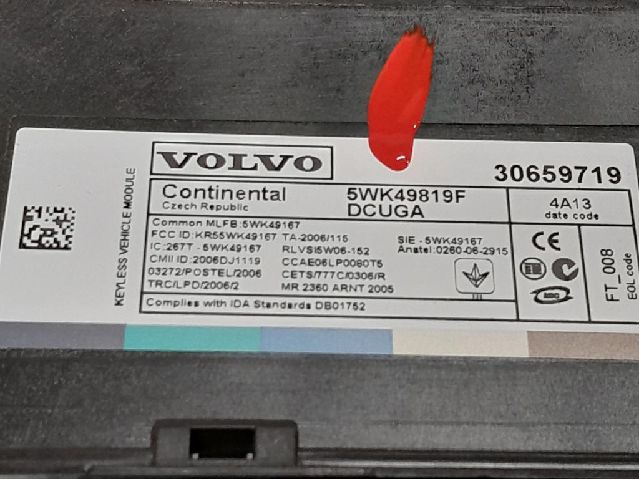 VOLVO
30659719
KEYLESS VEHICLE MODULE
Continental
Czech Republic
5WK49819F
DCUGA
4A13
date code
Common MLFB:5WK49167
FCC ID:KR55WK49167 TA-2006/115 SIE - 5WK49167
IC:267T - 5WK49167 RLVSI5W06-152 Anatel:0260-06-2915
CMII ID:2006DJ1119 CCAE06LP0080T5
03272/POSTEL/2006 CETS/777C/0306/R
TRC/LPD/2006/2 MR 2360 ARNT 2005
Complies with IDA Standards DB01752
CE
FT_008
EOL code